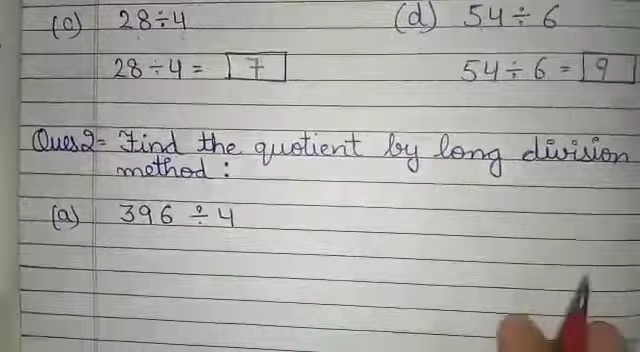 (c) 28÷4 (d) 54÷6
28÷4 = 7 54÷6 = 9
Ques2= Find the quotient by long division
method :
(a) 396 ÷ 4